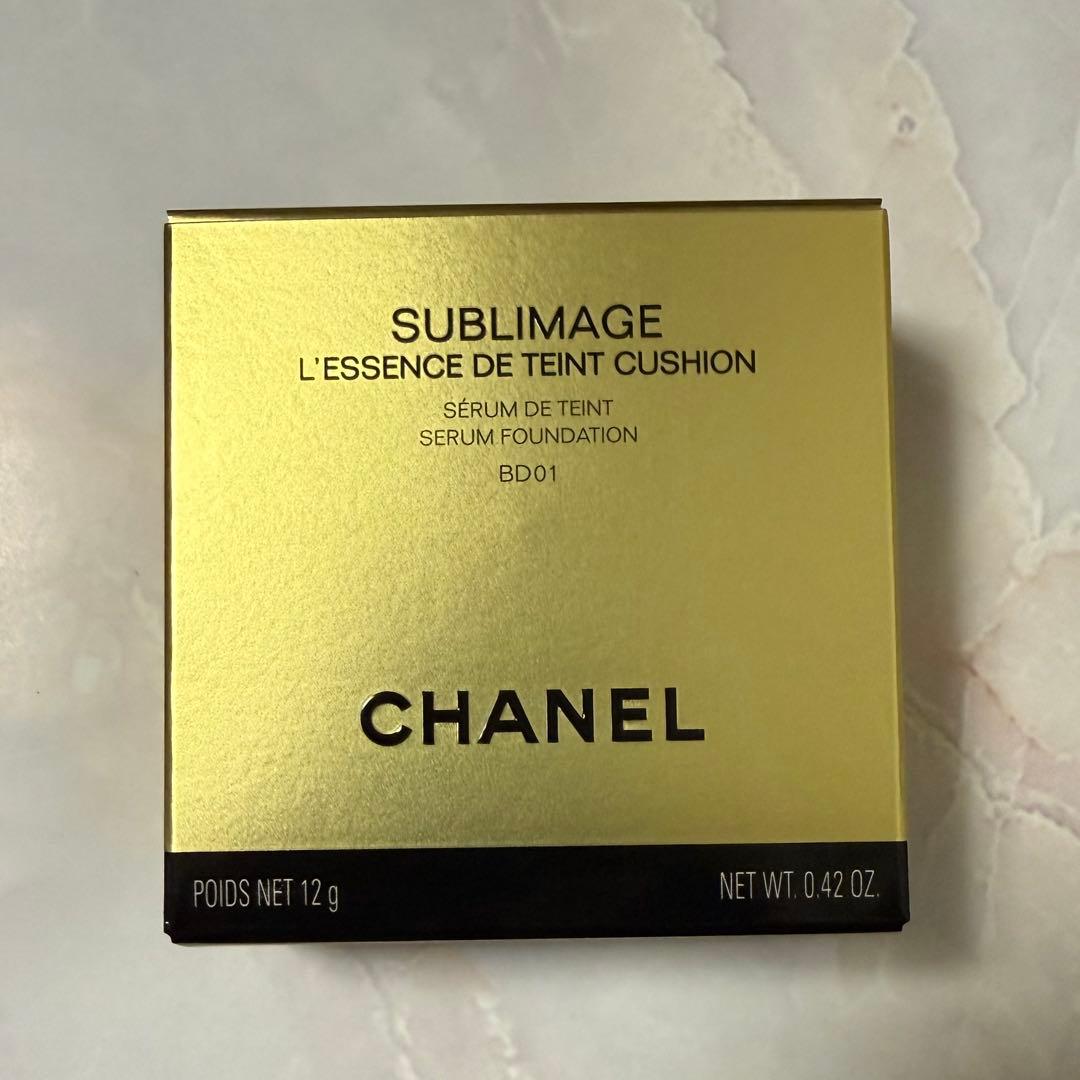 SUBLIMAGE
L'ESSENCE DE TEINT CUSHION
SÉRUM DE TEINT
SERUM FOUNDATION
BD01
CHANEL
POIDS NET 12 g
NET WT. 0.42 OZ.